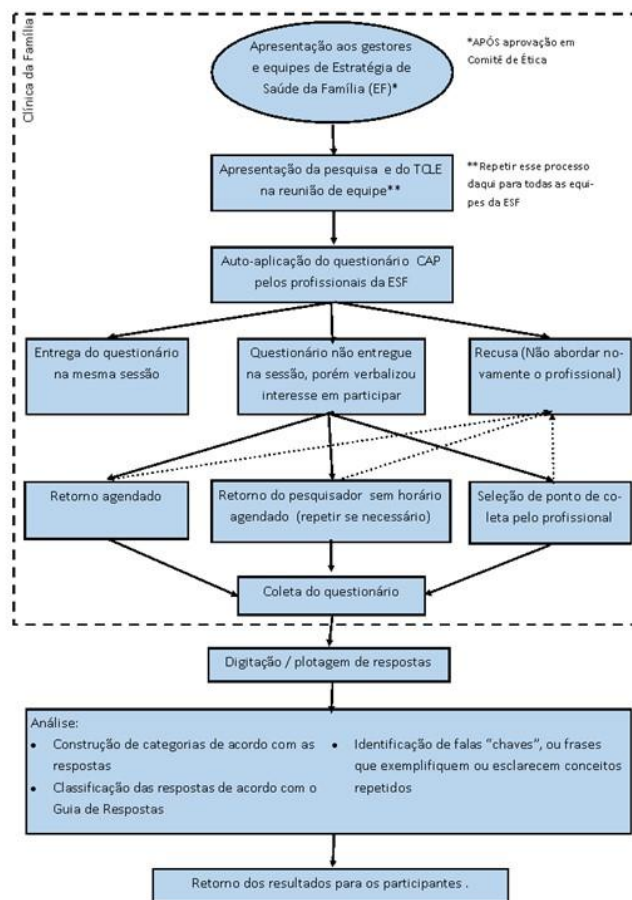 Clínica da Família
Apresentação aos gestores
e equipes de Estratégia de
Saúde da Família (EF)*
*APÓS aprovação em
Comitê de Ética
Apresentação da pesquisa e do TCLE
na reunião de equipe**
**Repetir esse processo
daqui para todas as equi-
pes da ESF
Auto-aplicação do questionário CAP
pelos profissionais da ESF
Entrega do questionário
na mesma sessão
Questionário não entregue
na sessão, porém verbalizou
interesse em participar
Recusa (Não abordar no-
vamente o profissional)
Retorno agendado
Retorno do pesquisador sem horário
agendado (repetir se necessário)
Seleção de ponto de co-
leta pelo profissional
Coleta do questionário
Digitação / plotagem de respostas
Análise:
• Construção de categorias de acordo com as
respostas
• Classificação das respostas de acordo com o
Guia de Respostas
• Identificação de falas “chaves”, ou frases
que exemplifiquem ou esclarecem conceitos
repetidos
Retorno dos resultados para os participantes .